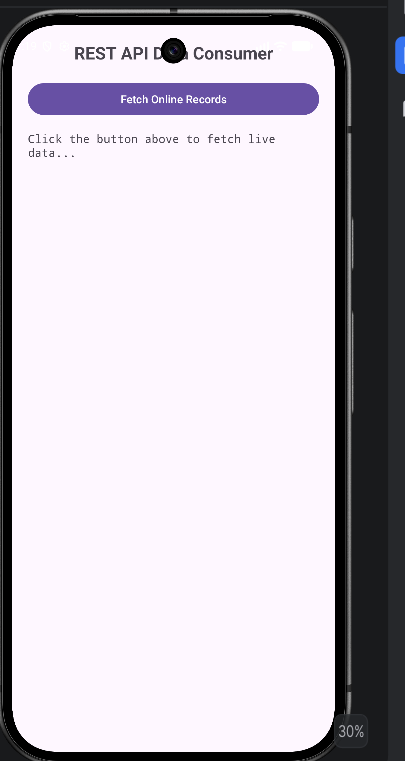 REST API D Consumer
Fetch Online Records
Click the button above to fetch live
data...
30%